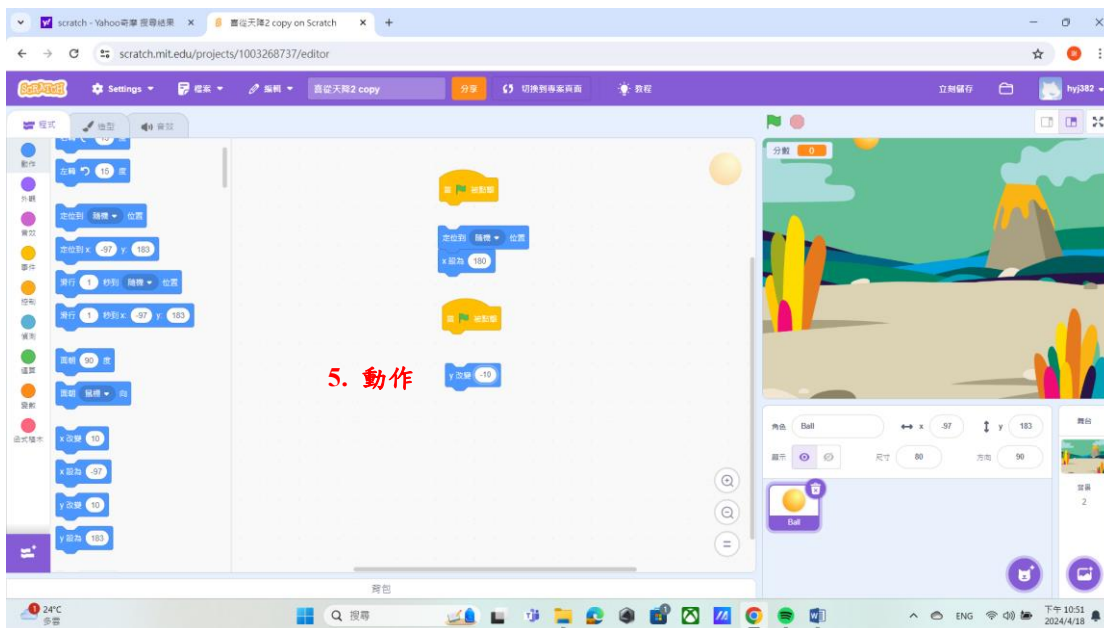 scratch - Yahoo奇摩 搜尋結果
喜從天降2 copy on Scratch
scratch.mit.edu/projects/1003268737/editor
SCRATCH
Settings
檔案
編輯
喜從天降2 copy
分享
切換到專案頁面
教程
立刻儲存
hyj382
程式
造型
音效
動作
外觀
音效
事件
控制
偵測
運算
變數
函式積木
左轉 15 度
定位到 隨機 位置
定位到 x: -97 y: 183
滑行 1 秒到 隨機 位置
滑行 1 秒到 x: -97 y: 183
面朝 90 度
面朝 鼠標 向
x 改變 10
x 設為 -97
y 改變 10
y 設為 183
當 被點擊
定位到 隨機 位置
x 設為 180
當 被點擊
5. 動作
y 改變 -10
分數 0
角色 Ball
x -97
y 183
顯示
尺寸 80
方向 90
Ball
舞台
背景
2
背包
1
24°C
多雲
搜尋
ENG
下午 10:51
2024/4/18